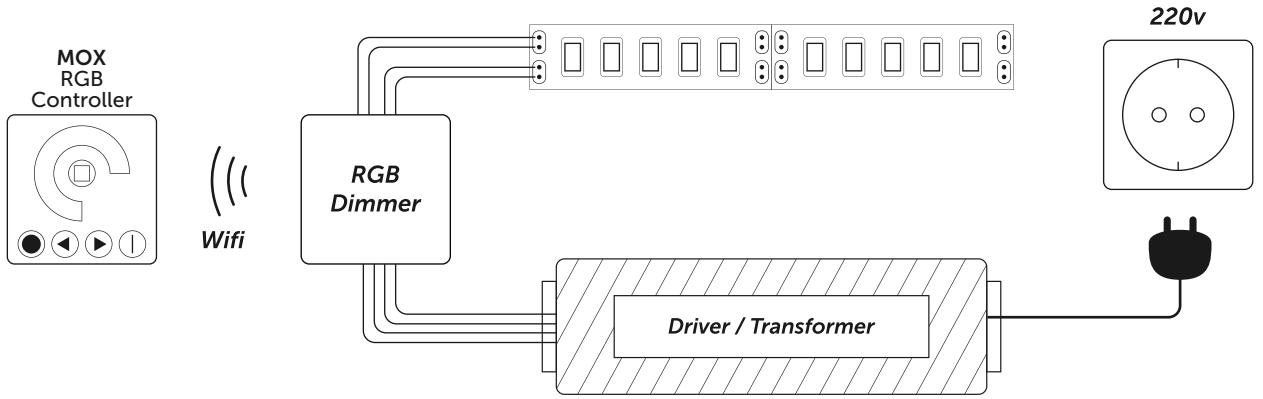 MOX
RGB
Controller
Wifi
RGB
Dimmer
Driver / Transformer
220v